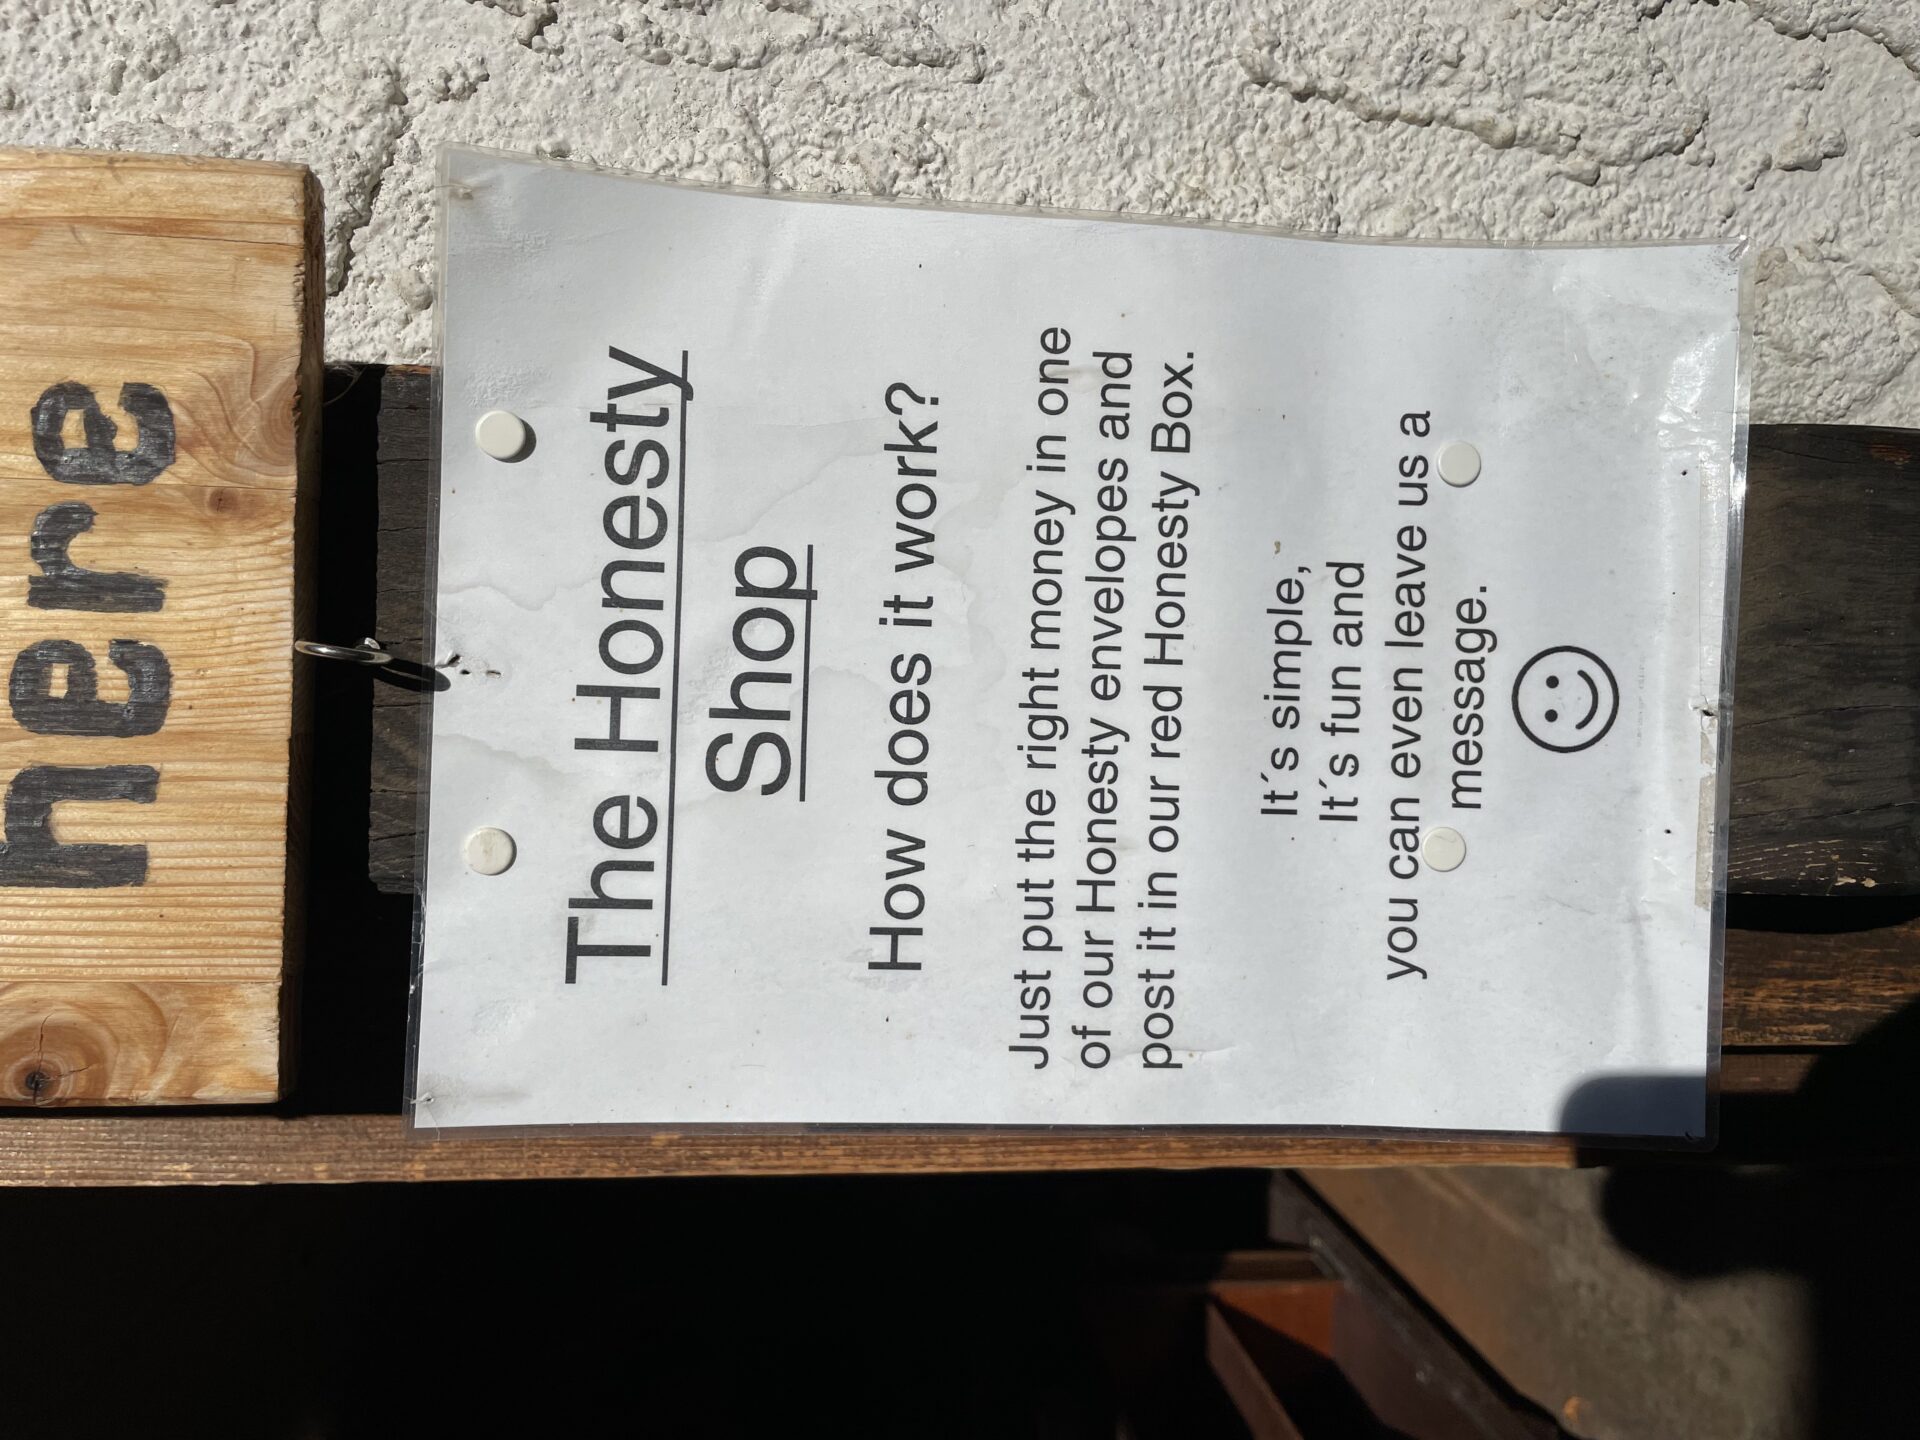 here
The Honesty
Shop
How does it work?
Just put the right money in one
of our Honesty envelopes and
post it in our red Honesty Box.
It´s simple,
It´s fun and
you can even leave us a
message.